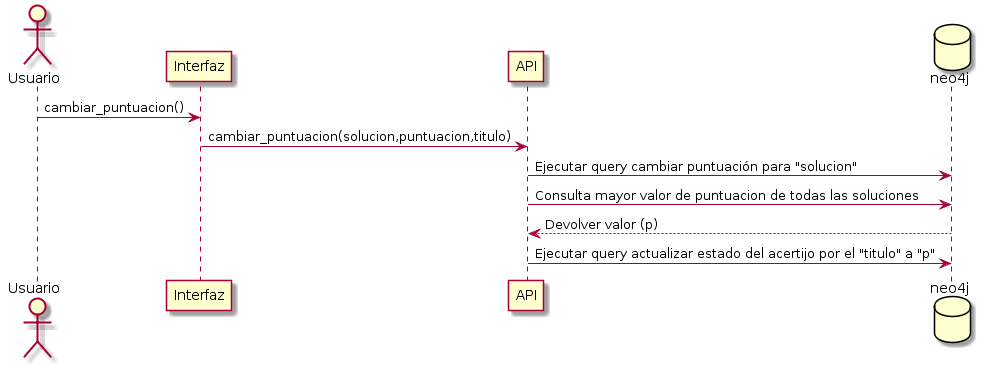 Usuario
Interfaz
API
neo4j
cambiar_puntuacion()
cambiar_puntuacion(solucion,puntuacion,titulo)
Ejecutar query cambiar puntuación para "solucion"
Consulta mayor valor de puntuacion de todas las soluciones
Devolver valor (p)
Ejecutar query actualizar estado del acertijo por el "titulo" a "p"
Usuario
Interfaz
API
neo4j